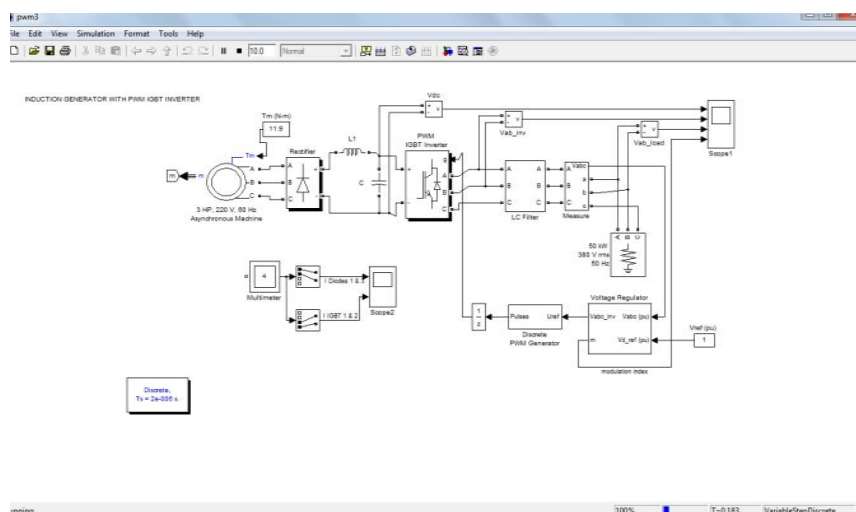 pwm3
File Edit View Simulation Format Tools Help
10.0 Normal
INDUCTION GENERATOR WITH PWM IGBT INVERTER
Tm (N-m)
11.9
Tm
m
m
A
B
C
3 HP, 220 V, 60 Hz
Asynchronous Machine
Rectifier
A
B
C
+
-
L1
C
Vdc
+
-
v
PWM
IGBT Inverter
+
-
g
A
B
C
+
-
v
Vab_inv
A A
B B
C C
LC Filter
Vabc
A
B
C
a
b
c
Measure
+
-
v
Vab_load
Scope1
A B C
50 kW
380 V rms
50 Hz
4
Multimeter
I Diodes 1 & 3
I IGBT 1 & 2
Scope2
1
z
Pulses Uref
Discrete
PWM Generator
Voltage Regulator
Vabc_inv Vabc (pu)
m Vd_ref (pu)
modulation index
Vref (pu)
1
Discrete,
Ts = 2e-006 s.
100% T=0.183 VariableStepDiscrete